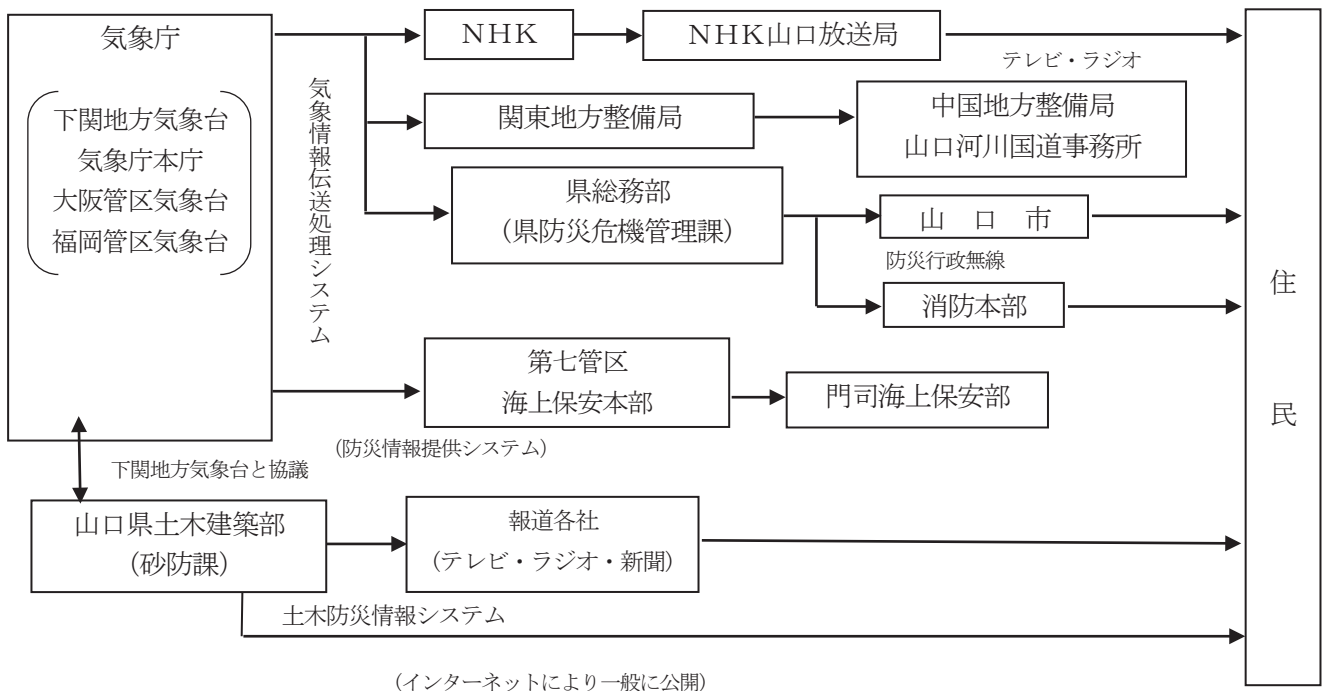 気象庁
下関地方気象台
気象庁本庁
大阪管区気象台
福岡管区気象台
気象情報伝送処理システム
NHK
NHK山口放送局
テレビ・ラジオ
関東地方整備局
中国地方整備局
山口河川国道事務所
県総務部
(県防災危機管理課)
山 口 市
防災行政無線
消防本部
住民
第七管区
海上保安本部
門司海上保安部
(防災情報提供システム)
下関地方気象台と協議
山口県土木建築部
(砂防課)
報道各社
(テレビ・ラジオ・新聞)
土木防災情報システム
(インターネットにより一般に公開)